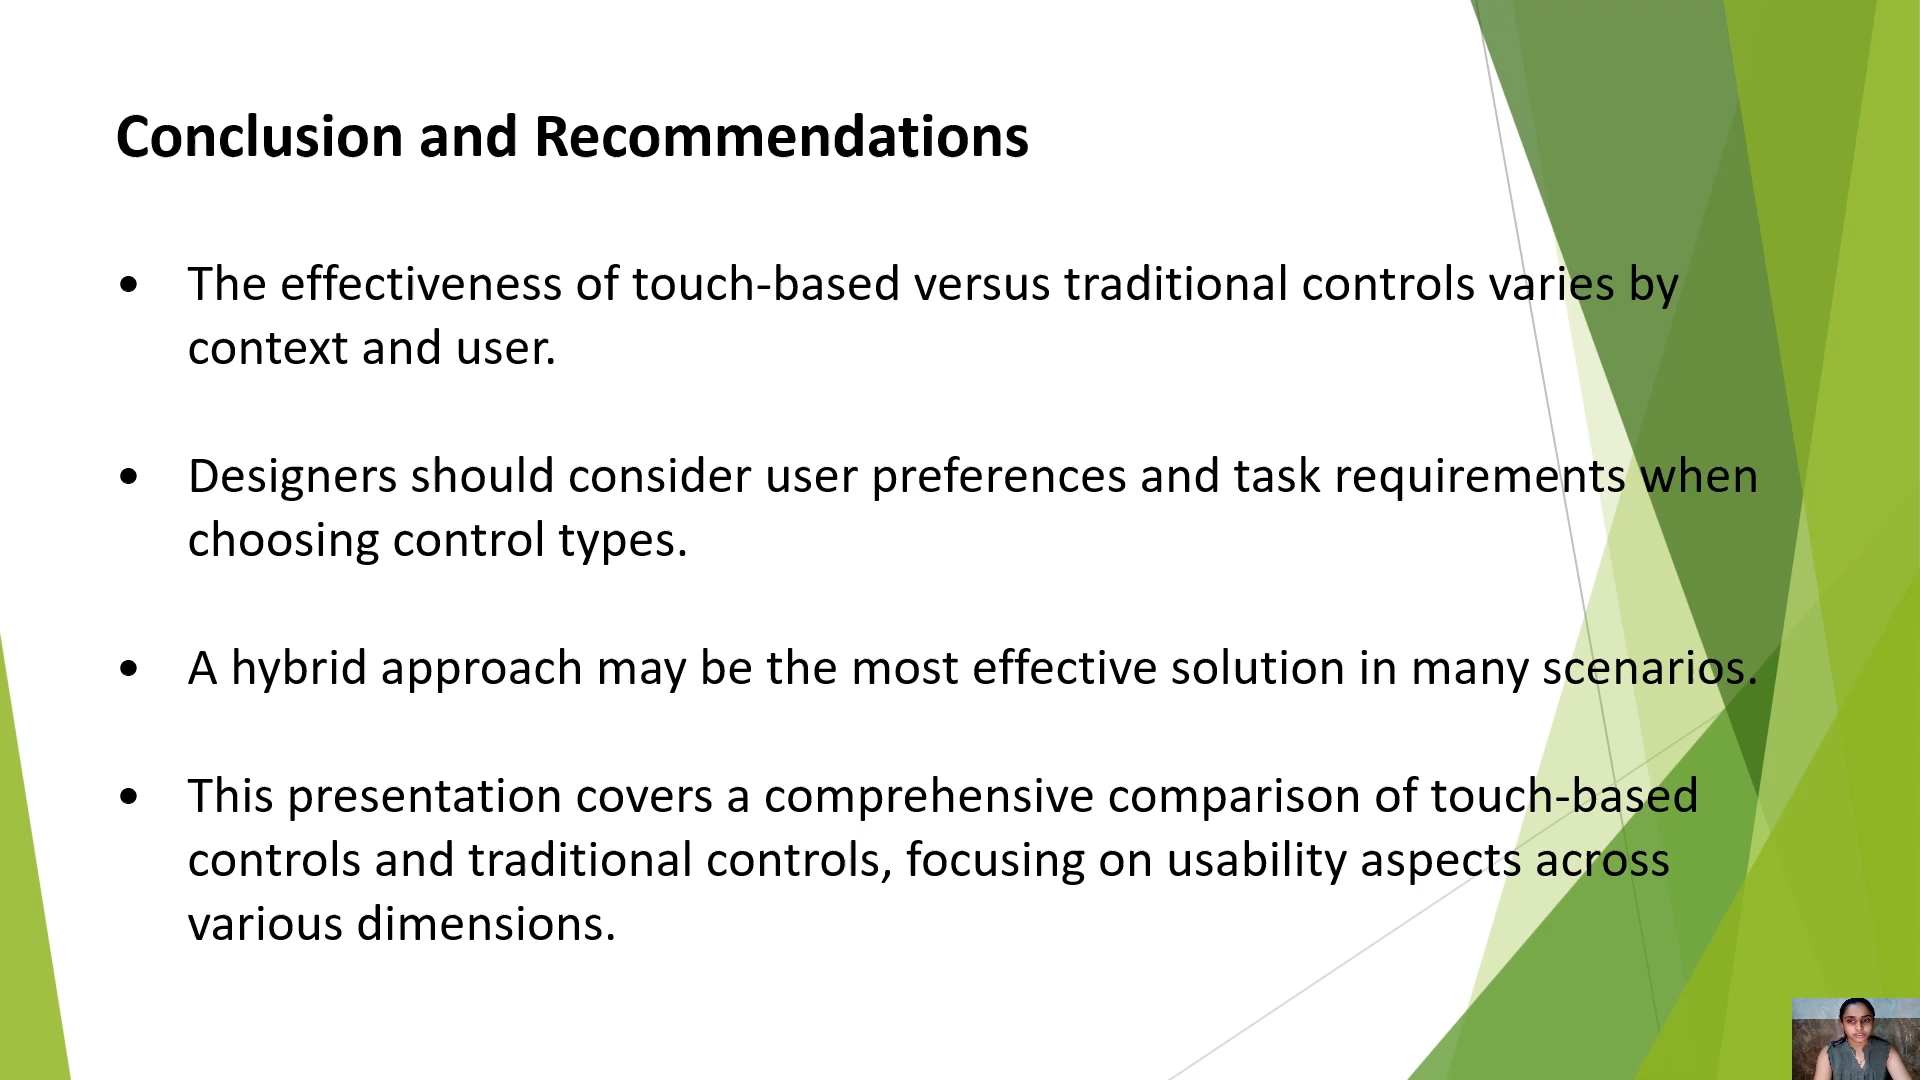 Conclusion and Recommendations
• The effectiveness of touch-based versus traditional controls varies by
context and user.
• Designers should consider user preferences and task requirements when
choosing control types.
• A hybrid approach may be the most effective solution in many scenarios.
• This presentation covers a comprehensive comparison of touch-based
controls and traditional controls, focusing on usability aspects across
various dimensions.